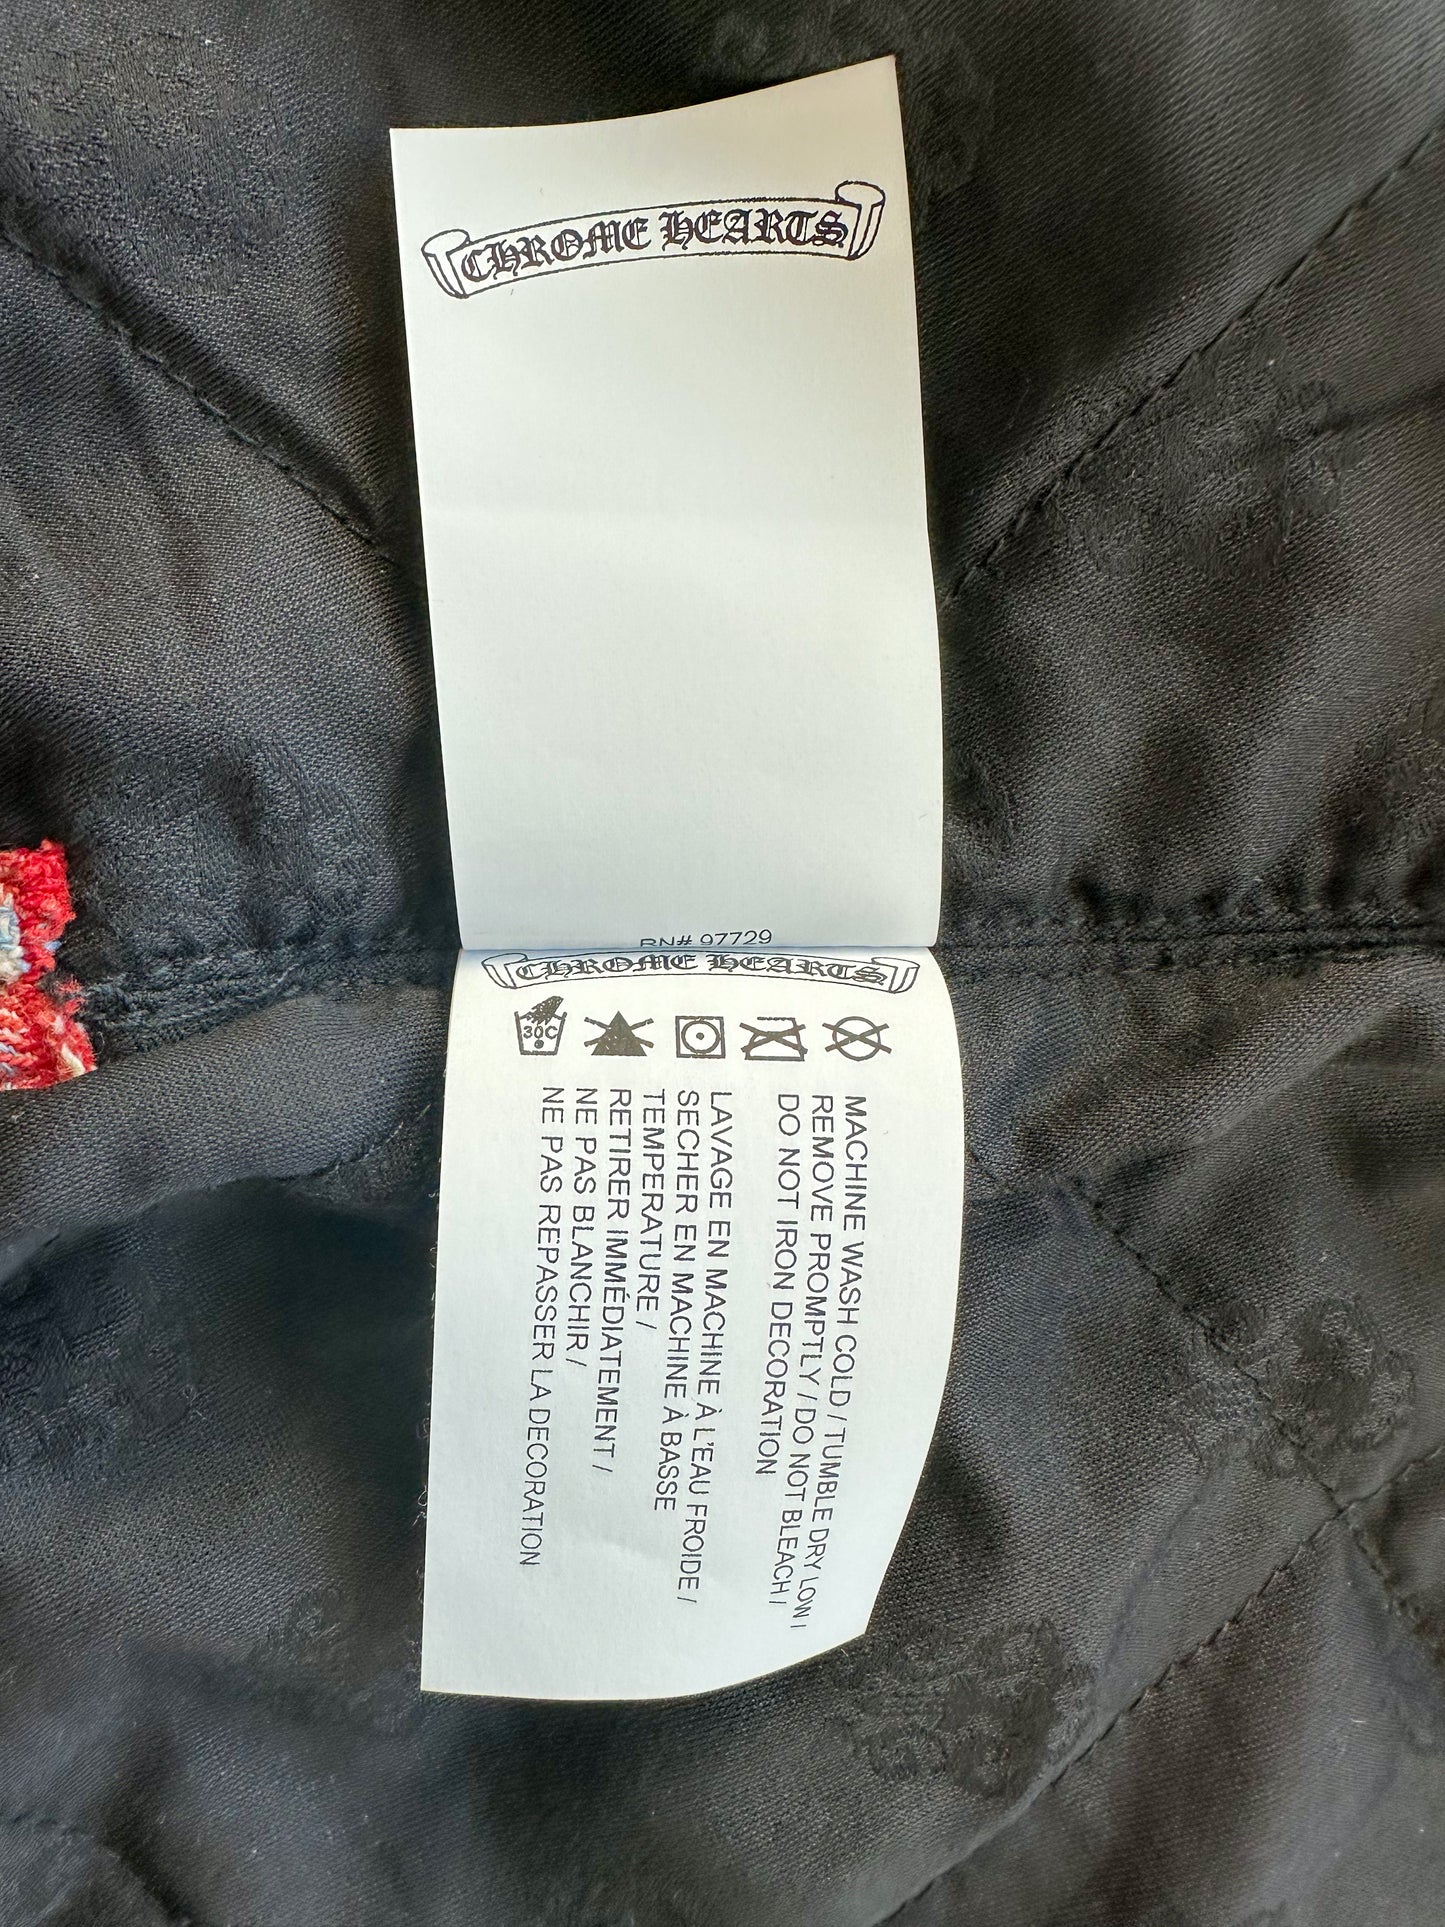 CHROME HEARTS
RN# 97729
CHROME HEARTS
30C
MACHINE WASH COLD / TUMBLE DRY LOW /
REMOVE PROMPTLY / DO NOT BLEACH /
DO NOT IRON DECORATION
LAVAGE EN MACHINE À L'EAU FROIDE /
SECHER EN MACHINE À BASSE
TEMPERATURE /
RETIRER IMMÉDIATEMENT /
NE PAS BLANCHIR /
NE PAS REPASSER LA DECORATION